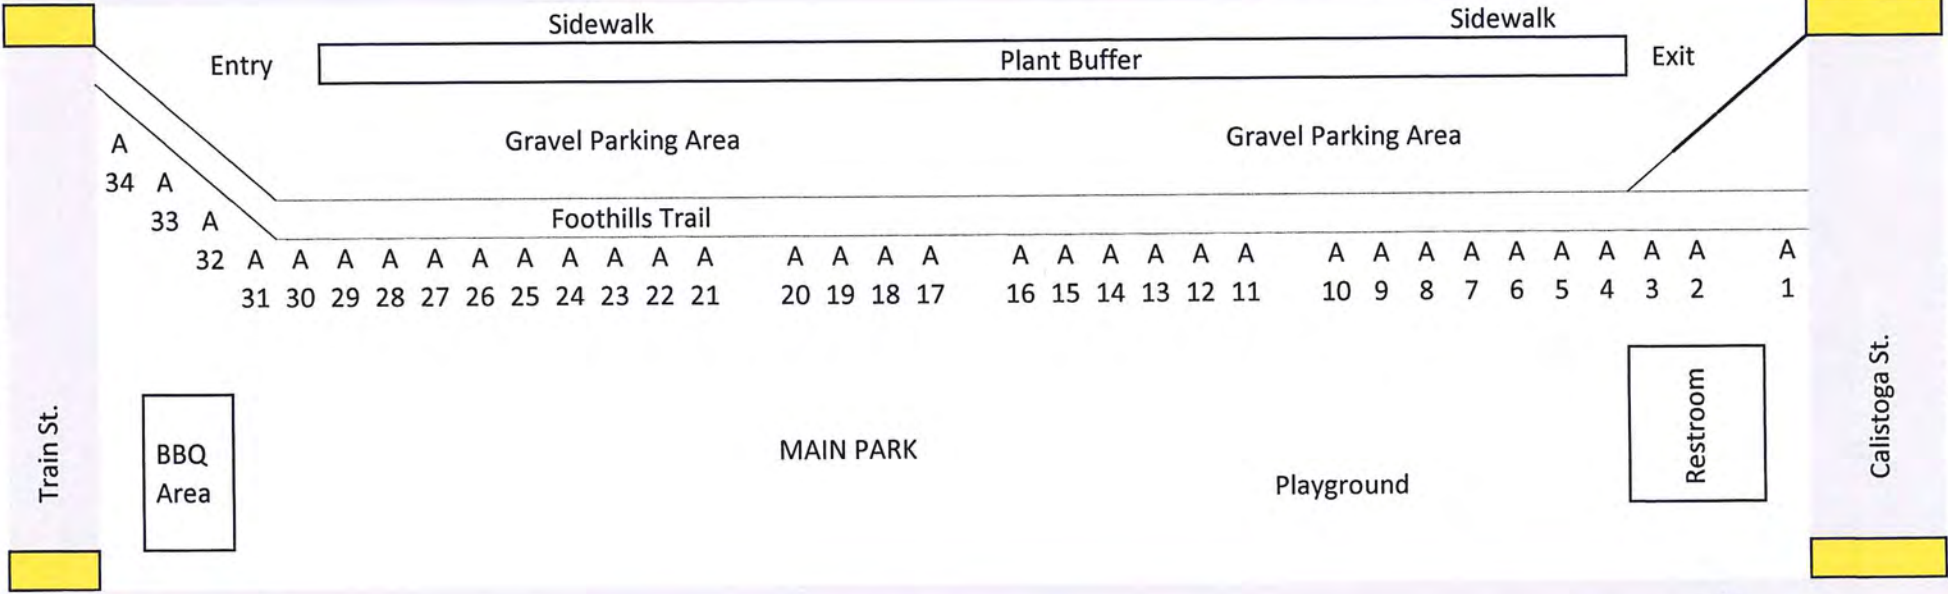 Sidewalk Sidewalk
Entry Plant Buffer Exit
Gravel Parking Area Gravel Parking Area
A
34 A
33 A
Foothills Trail
32 A A A A A A A A A A A A A A A A A A A A A A A A A A A A A A A
31 30 29 28 27 26 25 24 23 22 21 20 19 18 17 16 15 14 13 12 11 10 9 8 7 6 5 4 3 2 1
BBQ
Area
MAIN PARK
Playground
Restroom
Train St.
Calistoga St.